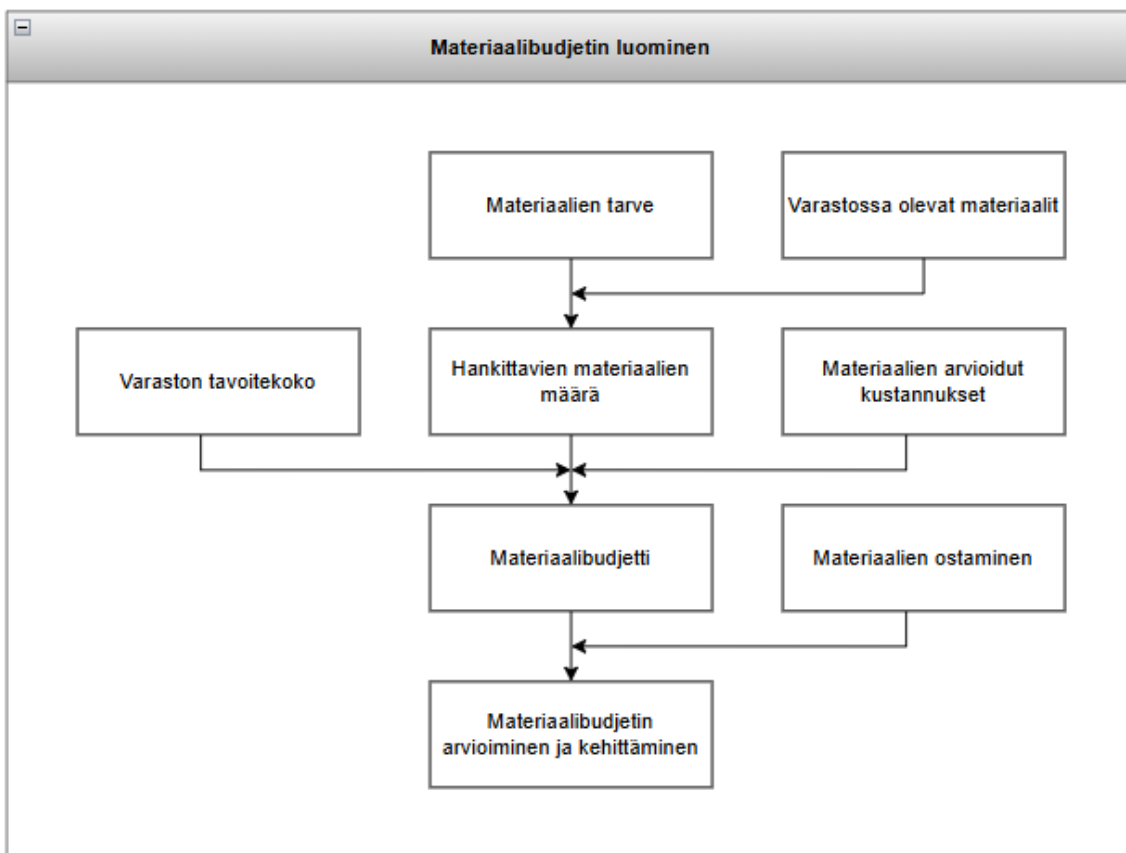 Materiaalibudjetin luominen
Materiaalien tarve
Varastossa olevat materiaalit
Varaston tavoitekoko
Hankittavien materiaalien
määrä
Materiaalien arvioidut
kustannukset
Materiaalibudjetti
Materiaalien ostaminen
Materiaalibudjetin
arvioiminen ja kehittäminen